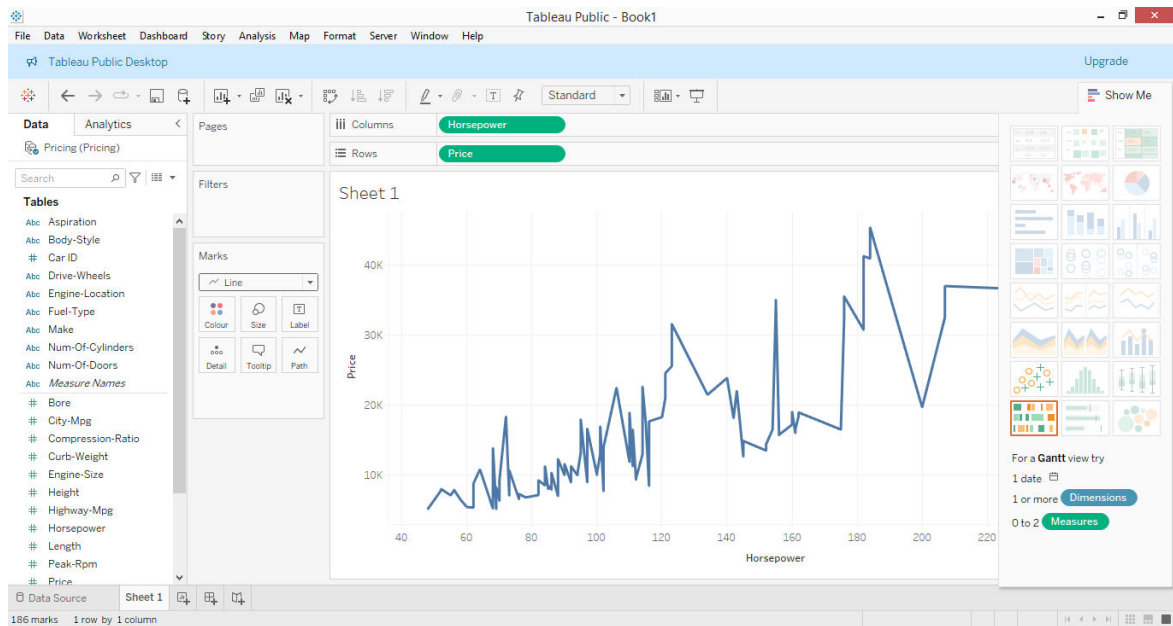 Tableau Public - Book1
File Data Worksheet Dashboard Story Analysis Map Format Server Window Help
Tableau Public Desktop
Upgrade
Standard
Show Me
Data Analytics
Pricing (Pricing)
Search
Tables
Abc Aspiration
Abc Body-Style
# Car ID
Abc Drive-Wheels
Abc Engine-Location
Abc Fuel-Type
Abc Make
Abc Num-Of-Cylinders
Abc Num-Of-Doors
Abc Measure Names
# Bore
# City-Mpg
# Compression-Ratio
# Curb-Weight
# Engine-Size
# Height
# Highway-Mpg
# Horsepower
# Length
# Peak-Rpm
# Price
Pages
Filters
Marks
Line
Colour Size Label
Detail Tooltip Path
Columns Horsepower
Rows Price
Sheet 1
40K
30K
20K
10K
Price
40 60 80 100 120 140 160 180 200 220
Horsepower
For a Gantt view try
1 date
1 or more Dimensions
0 to 2 Measures
Data Source Sheet 1
186 marks 1 row by 1 column